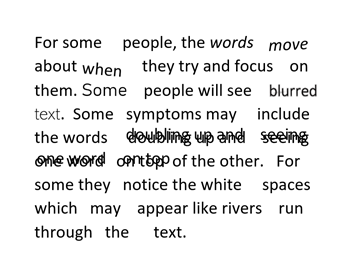 For some people, the words move
about when they try and focus on
them. Some people will see blurred
text. Some symptoms may include
the words doubling up and seeing
one word on top of the other. For
some they notice the white spaces
which may appear like rivers run
through the text.